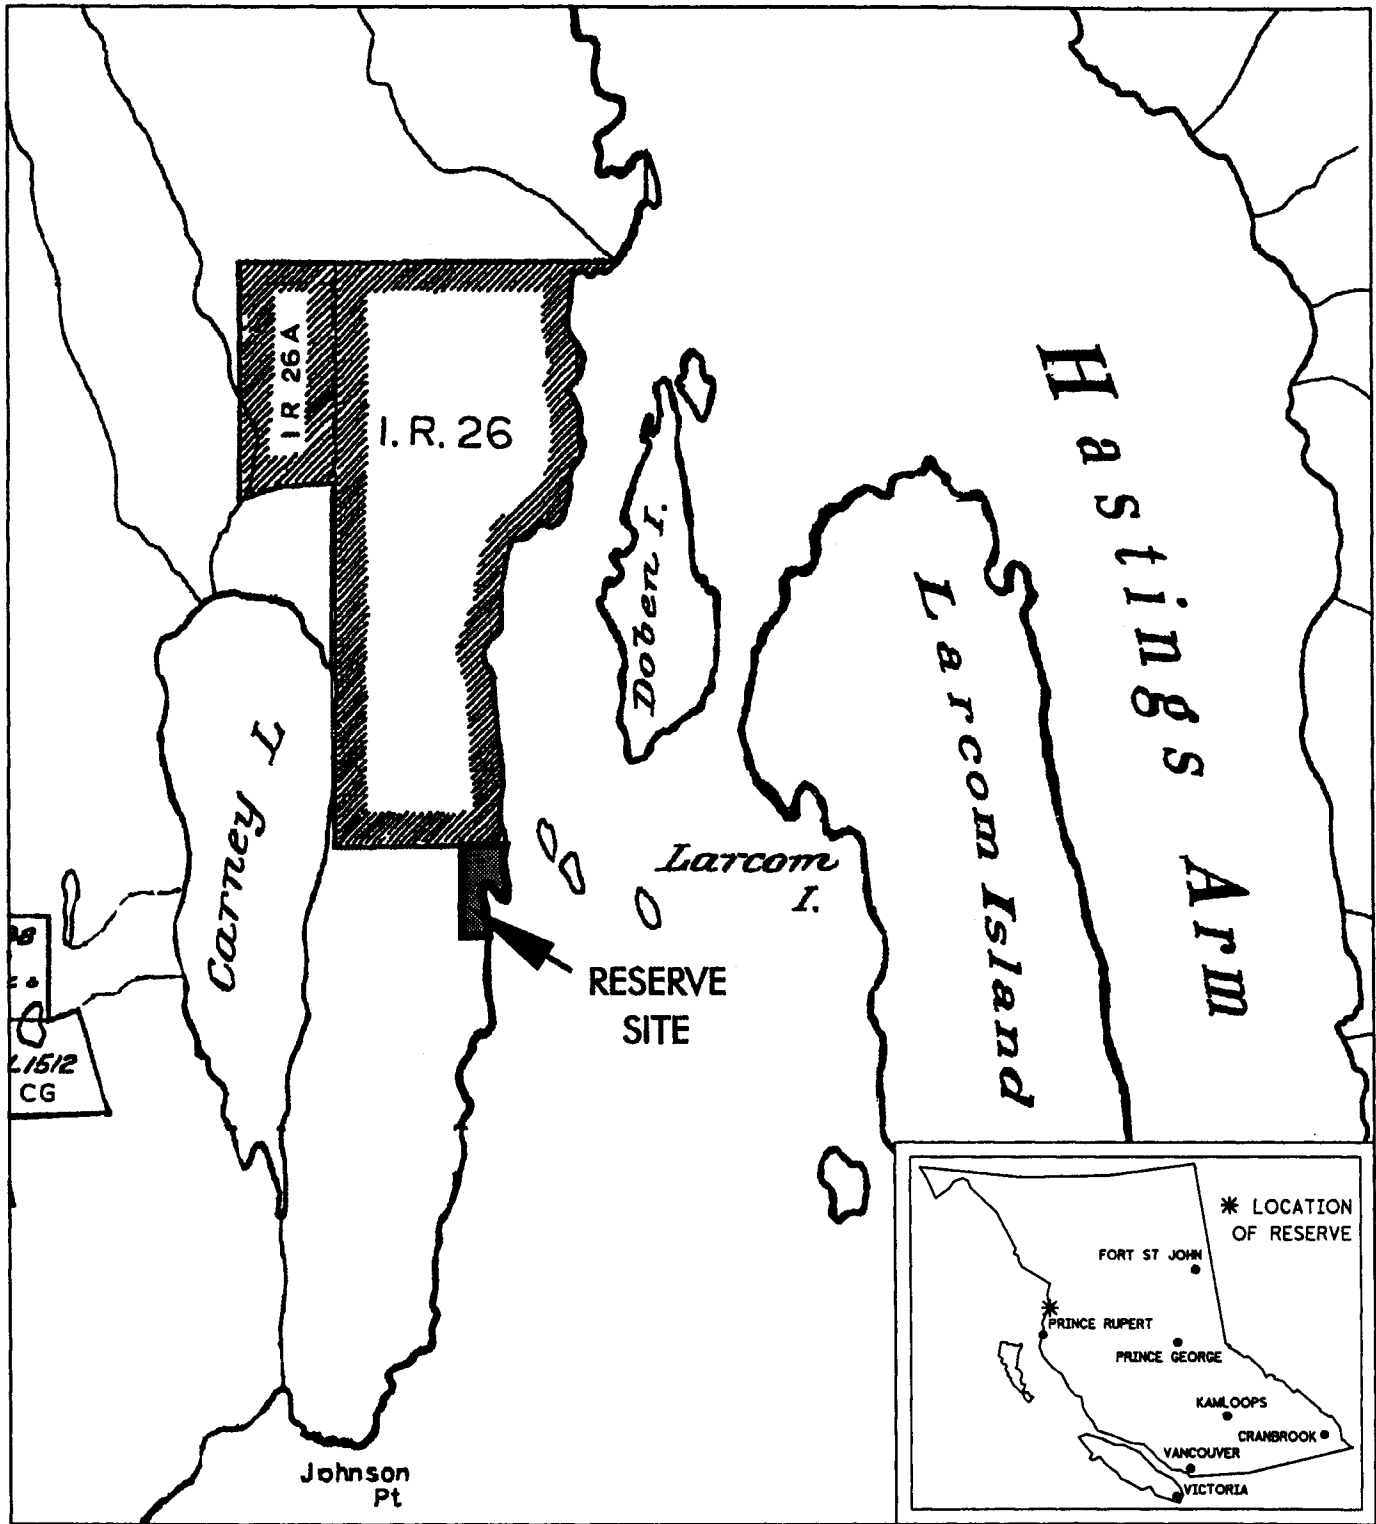 I R 26A
I.R. 26
Hastings Arm
Doben I.
Larcom Island
Carney L
Larcom
I.
RESERVE
SITE
L1512
CG
Johnson
Pt
✳ LOCATION
OF RESERVE
FORT ST JOHN
PRINCE RUPERT
PRINCE GEORGE
KAMLOOPS
CRANBROOK
VANCOUVER
VICTORIA